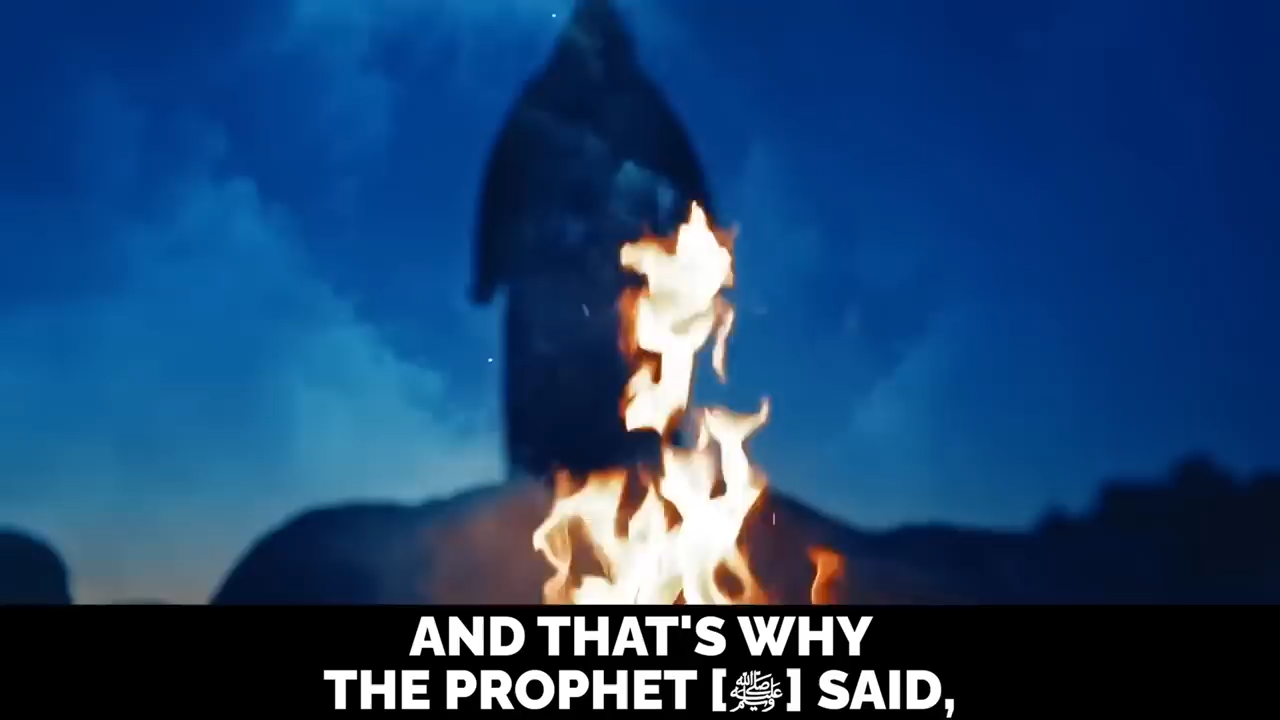 AND THAT'S WHY
THE PROPHET [ﷺ] SAID,